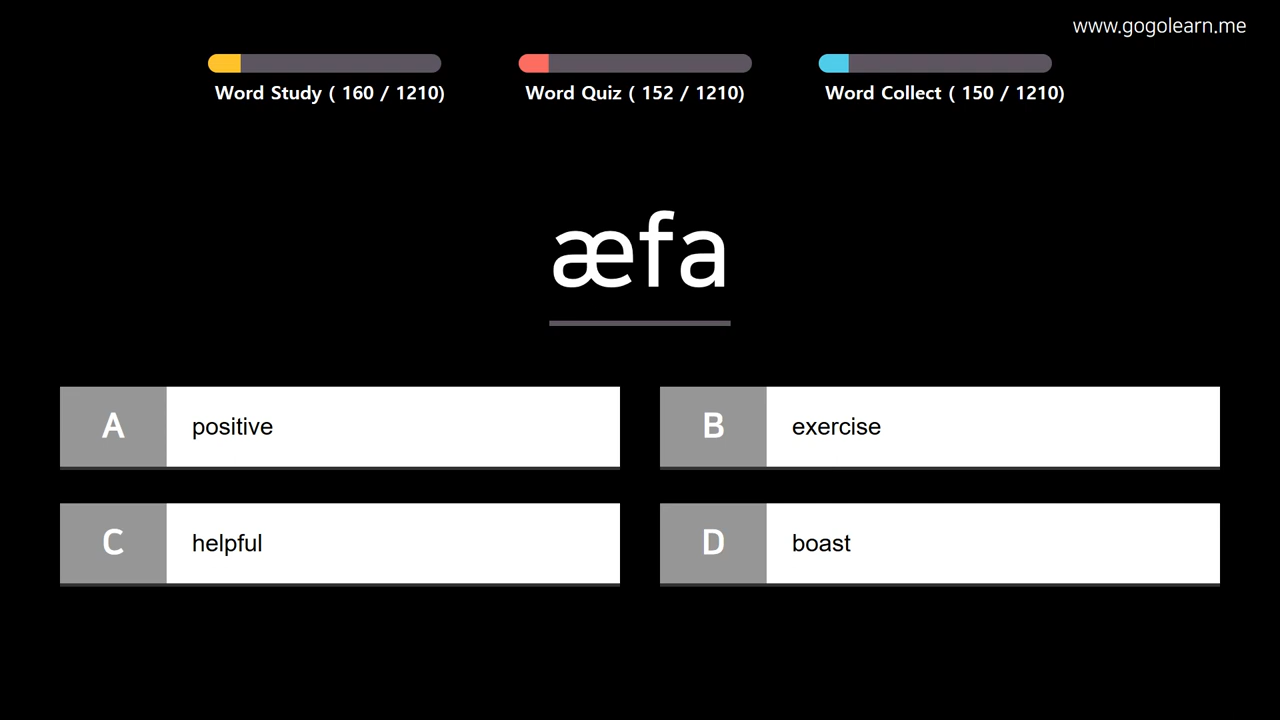 www.gogolearn.me
Word Study ( 160 / 1210)
Word Quiz ( 152 / 1210)
Word Collect ( 150 / 1210)
æfa
A positive
B exercise
C helpful
D boast